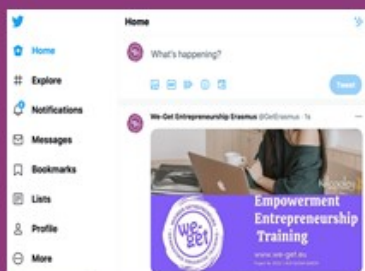 Home
Home
What's happening?
Explore
Tweet
Notifications
We-Get Entrepreneurship Erasmus @GetErasmus · 1s
Messages
Bookmarks
Lists
Profile
More
we-get
Empowerment
Entrepreneurship
Training
www.we-get.eu